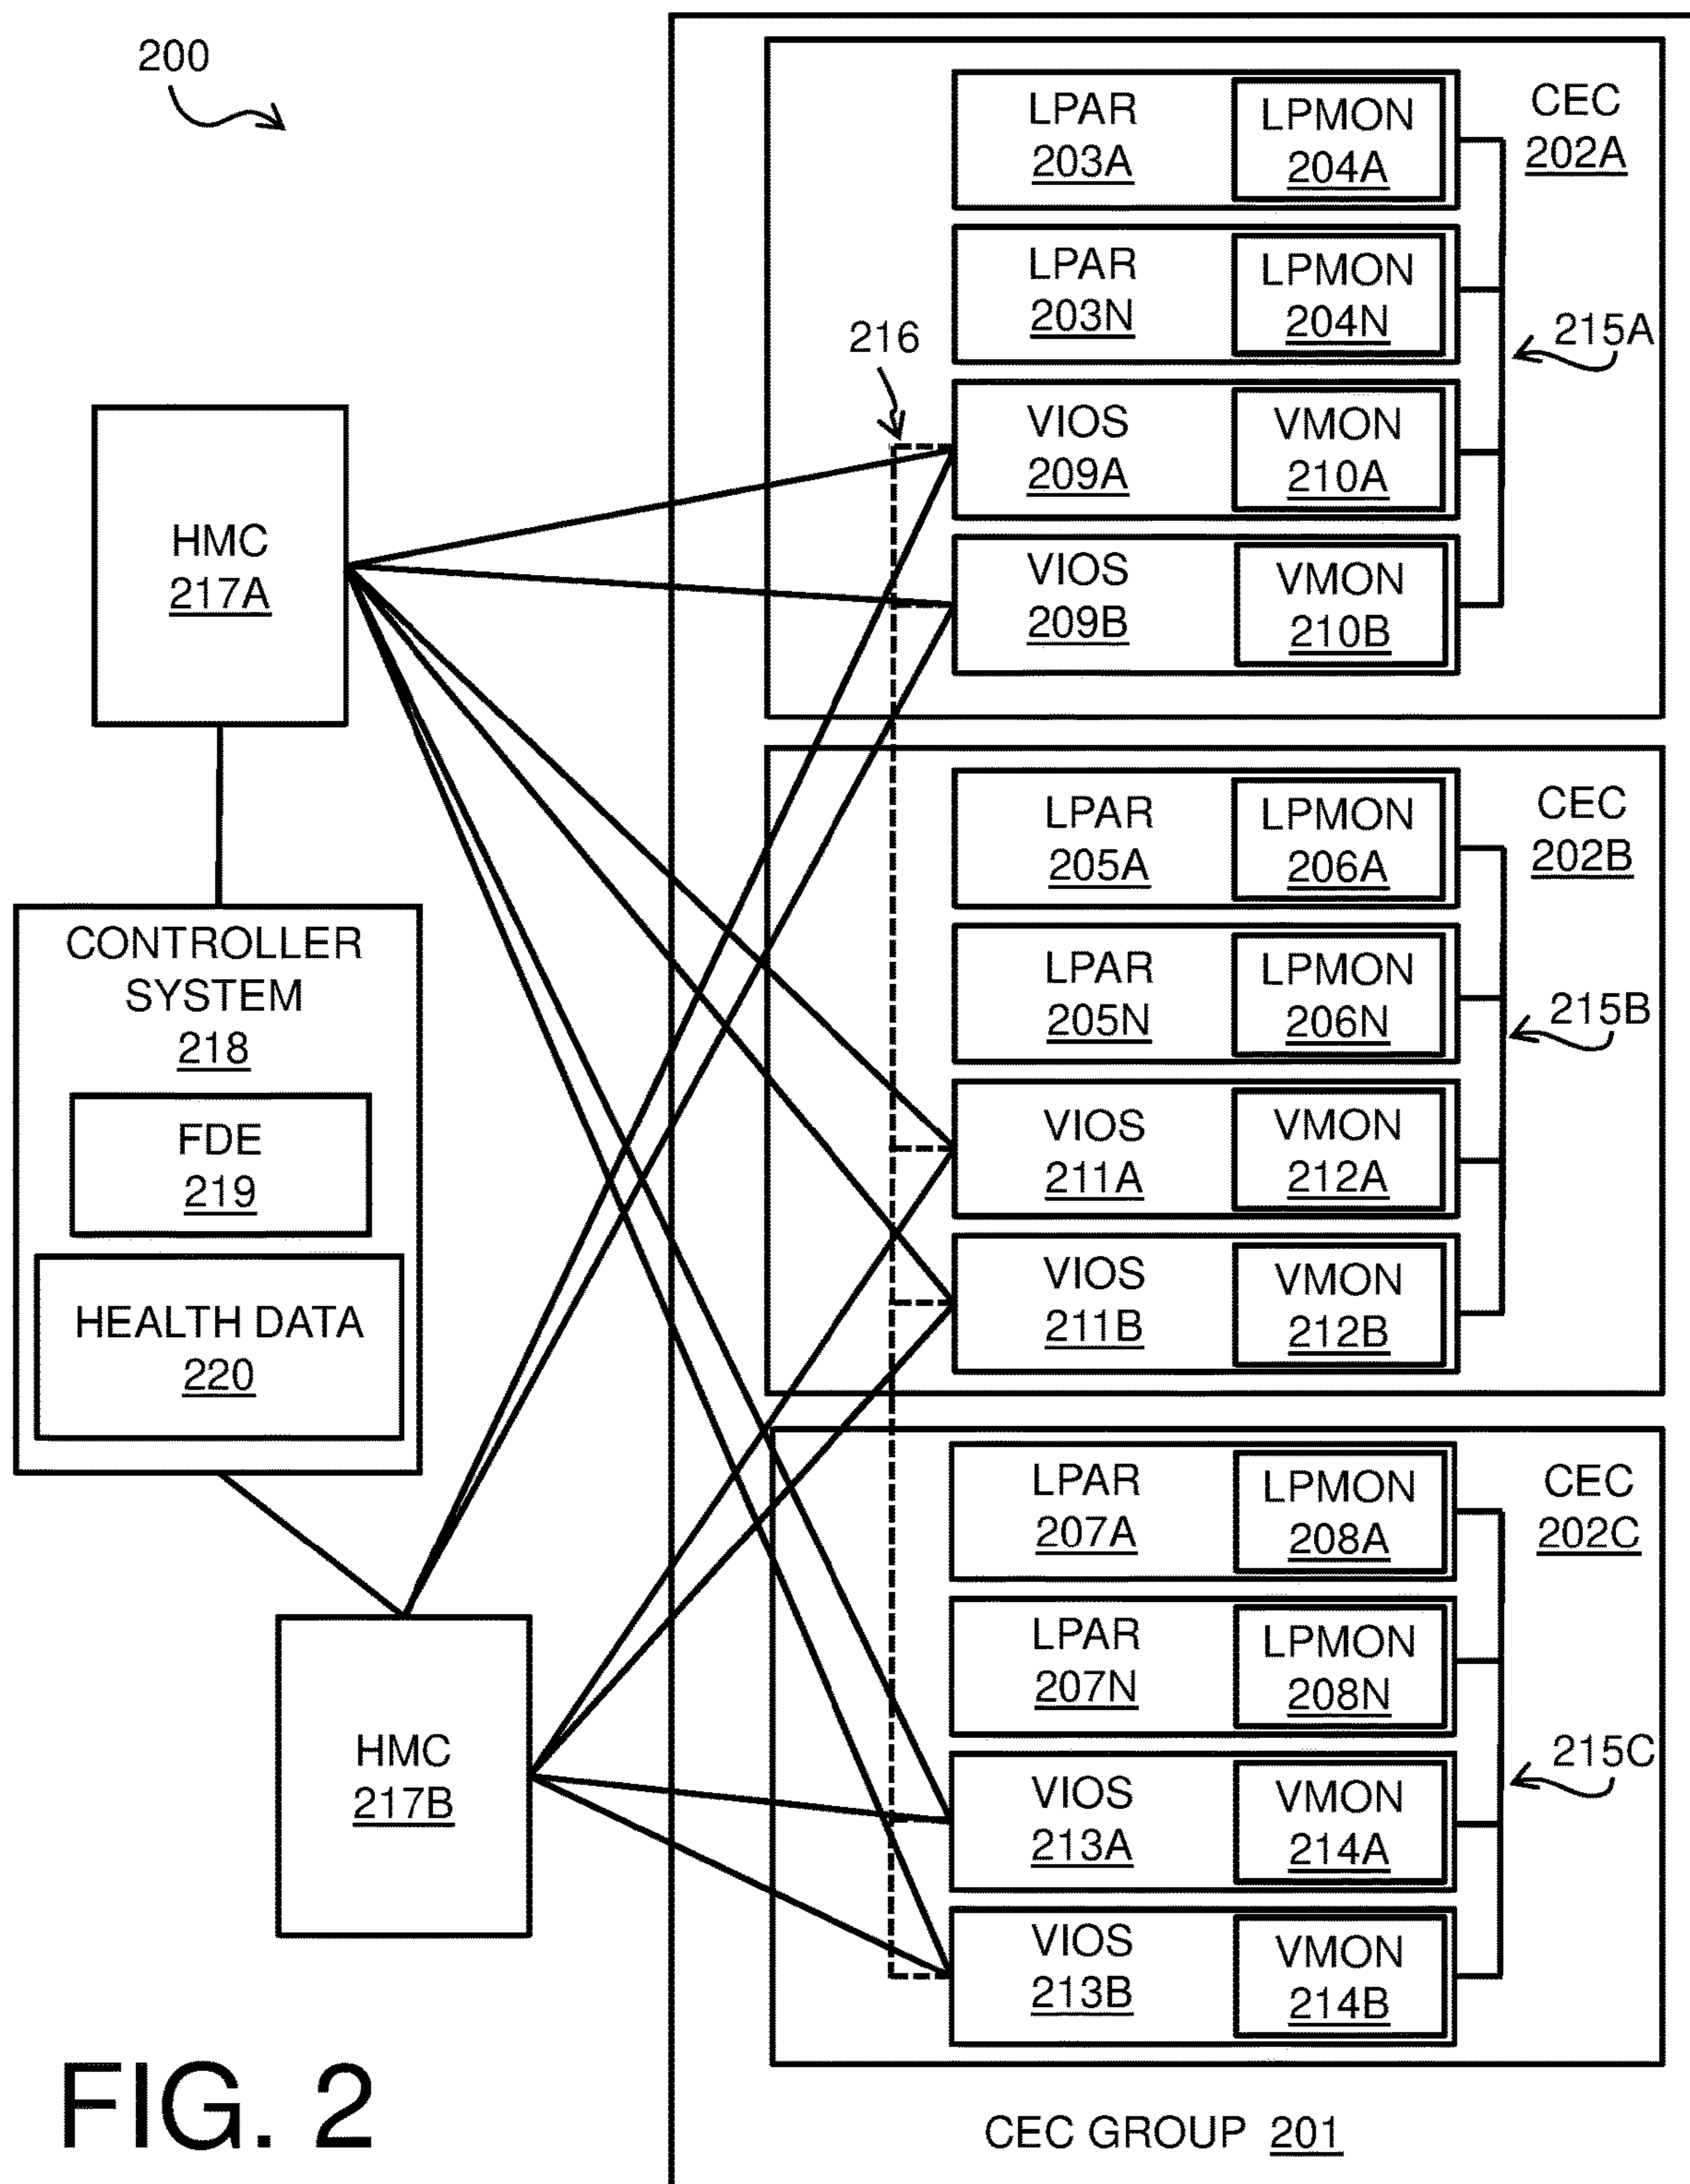 200
LPAR
203A
LPMON
204A
CEC
202A
LPAR
203N
LPMON
204N
215A
216
VIOS
209A
VMON
210A
VIOS
209B
VMON
210B
HMC
217A
LPAR
205A
LPMON
206A
CEC
202B
LPAR
205N
LPMON
206N
215B
VIOS
211A
VMON
212A
VIOS
211B
VMON
212B
CONTROLLER
SYSTEM
218
FDE
219
HEALTH DATA
220
LPAR
207A
LPMON
208A
CEC
202C
LPAR
207N
LPMON
208N
215C
VIOS
213A
VMON
214A
VIOS
213B
VMON
214B
HMC
217B
FIG. 2
CEC GROUP 201